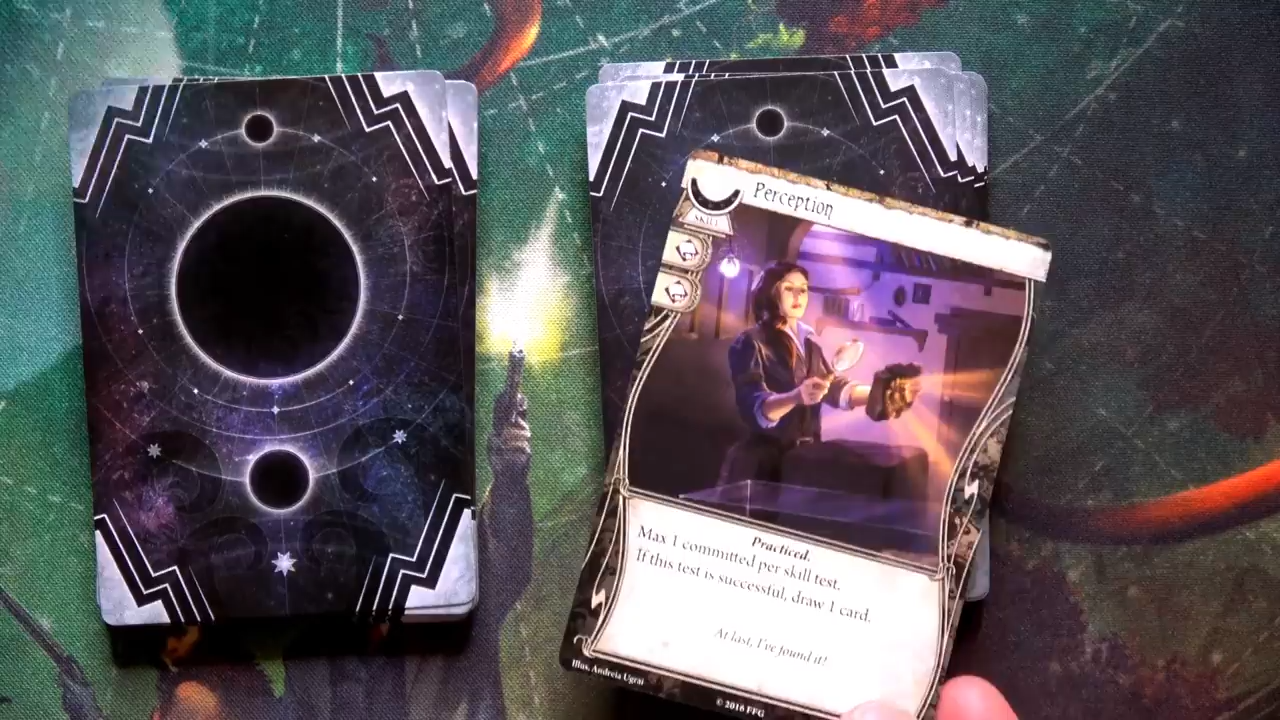 Perception
SKILL
Practiced.
Max 1 committed per skill test.
If this test is successful, draw 1 card.
At last, I've found it!
Illus. Andreia Ugrai
© 2016 FFG